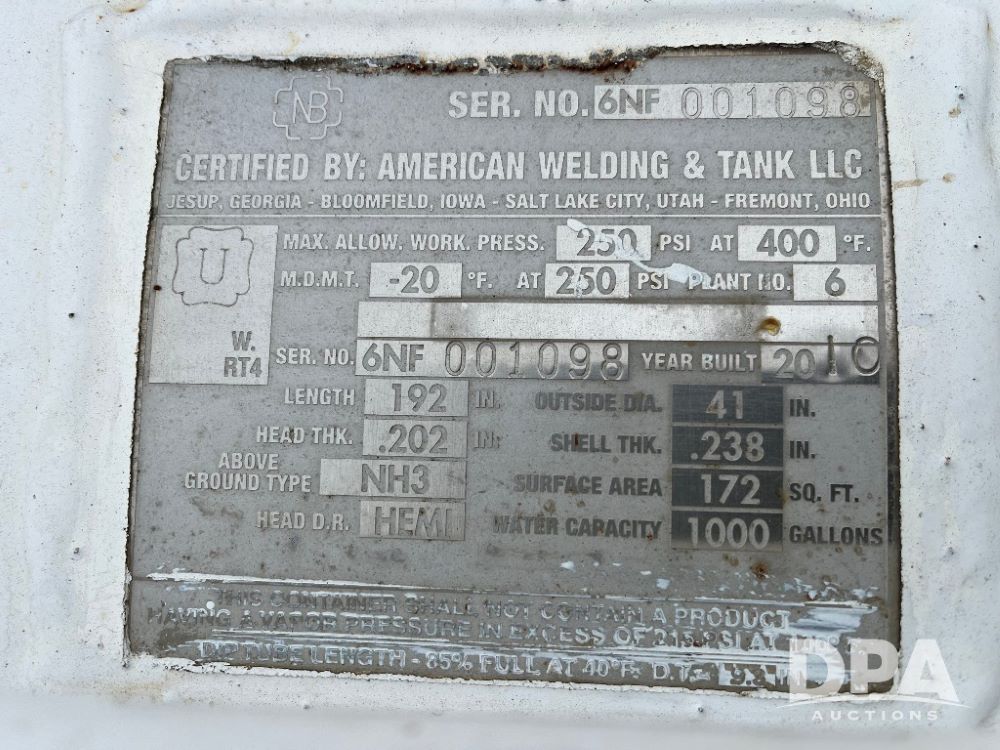 NB
SER. NO. 6NF 001098
CERTIFIED BY: AMERICAN WELDING & TANK LLC
JESUP, GEORGIA - BLOOMFIELD, IOWA - SALT LAKE CITY, UTAH - FREMONT, OHIO
U
W.
RT4
MAX. ALLOW. WORK. PRESS. 250 PSI AT 400 °F.
M.D.M.T. -20 °F. AT 250 PSI PLANT NO. 6
SER. NO. 6NF 001098 YEAR BUILT 2010
LENGTH 192 IN. OUTSIDE DIA. 41 IN.
HEAD THK. .202 IN. SHELL THK. .238 IN.
ABOVE
GROUND TYPE NH3 SURFACE AREA 172 SQ. FT.
HEAD D.R. HEMI WATER CAPACITY 1000 GALLONS
THIS CONTAINER SHALL NOT CONTAIN A PRODUCT
HAVING A VAPOR PRESSURE IN EXCESS OF 215 PSI AT
DIP TUBE LENGTH - 85% FULL AT 40°F - D.T.=
DPA
AUCTIONS